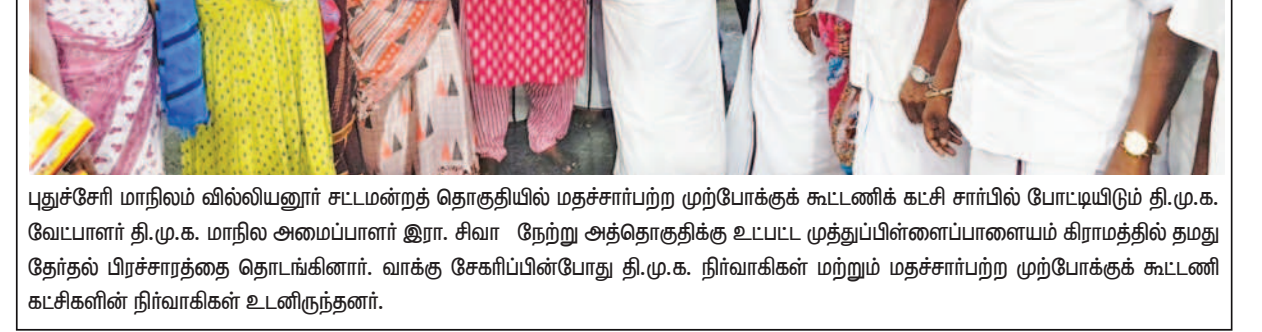 புதுச்சேரி மாநிலம் வில்லியனூர் சட்டமன்றத் தொகுதியில் மதச்சார்பற்ற முற்போக்குக் கூட்டணிக் கட்சி சார்பில் போட்டியிடும் தி.மு.க.
வேட்பாளர் தி.மு.க. மாநில அமைப்பாளர் இரா. சிவா நேற்று அத்தொகுதிக்கு உட்பட்ட முத்துப்பிள்ளைப்பாளையம் கிராமத்தில் தமது
தேர்தல் பிரச்சாரத்தை தொடங்கினார். வாக்கு சேகரிப்பின்போது தி.மு.க. நிர்வாகிகள் மற்றும் மதச்சார்பற்ற முற்போக்குக் கூட்டணி
கட்சிகளின் நிர்வாகிகள் உடனிருந்தனர்.